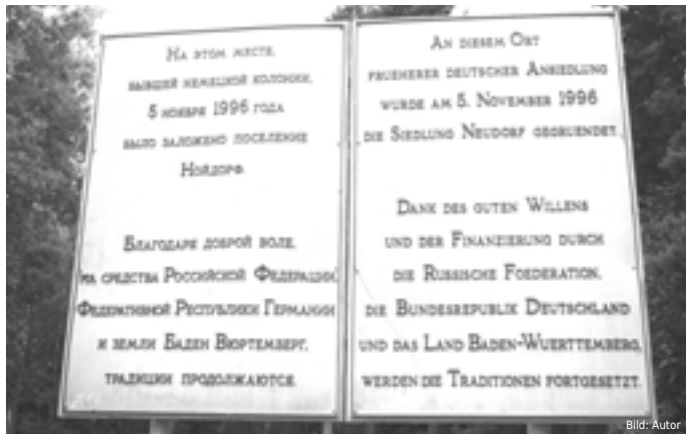 На этом месте,
бывшей немецкой колонии,
5 ноября 1996 года
было заложено поселение
Нойдорф.
Благодаря доброй воле,
на средства Российской Федерации,
Федеративной Республики Германии
и земли Баден Вюртемберг,
традиции продолжаются.
An diesem Ort
frueherer deutscher Ansiedlung
wurde am 5. November 1996
die Siedlung Neudorf gegruendet.
Dank des guten Willens
und der Finanzierung durch
die Russische Foederation,
die Bundesrepublik Deutschland
und das Land Baden-Wuerttemberg,
werden die Traditionen fortgesetzt.
Bild: Autor